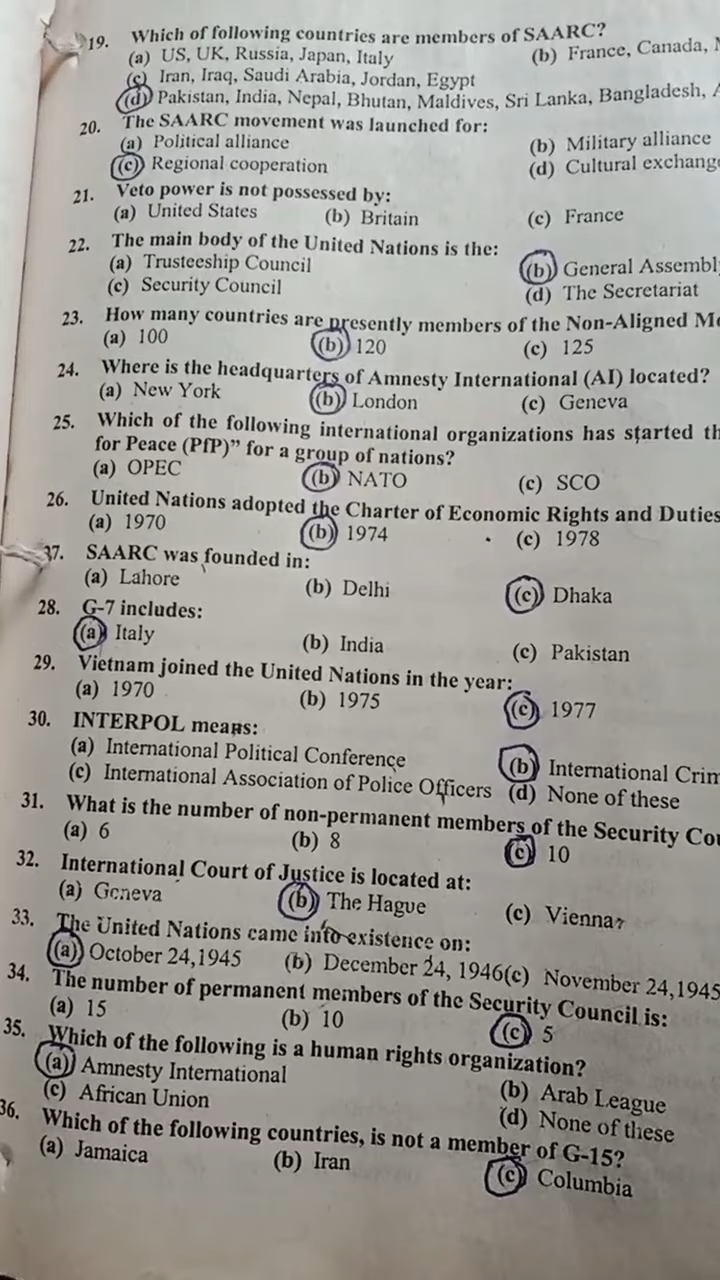 19. Which of following countries are members of SAARC?
(a) US, UK, Russia, Japan, Italy (b) France, Canada,
(c) Iran, Iraq, Saudi Arabia, Jordan, Egypt
(d) Pakistan, India, Nepal, Bhutan, Maldives, Sri Lanka, Bangladesh,
20. The SAARC movement was launched for:
(a) Political alliance (b) Military alliance
(c) Regional cooperation (d) Cultural exchange
21. Veto power is not possessed by:
(a) United States (b) Britain (c) France
22. The main body of the United Nations is the:
(a) Trusteeship Council (b) General Assembly
(c) Security Council (d) The Secretariat
23. How many countries are presently members of the Non-Aligned
(a) 100 (b) 120 (c) 125
24. Where is the headquarters of Amnesty International (AI) located?
(a) New York (b) London (c) Geneva
25. Which of the following international organizations has started th
for Peace (PfP)” for a group of nations?
(a) OPEC (b) NATO (c) SCO
26. United Nations adopted the Charter of Economic Rights and Duties
(a) 1970 (b) 1974 (c) 1978
37. SAARC was founded in:
(a) Lahore (b) Delhi (c) Dhaka
28. G-7 includes:
(a) Italy (b) India (c) Pakistan
29. Vietnam joined the United Nations in the year:
(a) 1970 (b) 1975 (c) 1977
30. INTERPOL means:
(a) International Political Conference (b) International Crim
(c) International Association of Police Officers (d) None of these
31. What is the number of non-permanent members of the Security Cou
(a) 6 (b) 8 (c) 10
32. International Court of Justice is located at:
(a) Geneva (b) The Hague (c) Vienna
33. The United Nations came into existence on:
(a) October 24,1945 (b) December 24, 1946(c) November 24,1945
34. The number of permanent members of the Security Council is:
(a) 15 (b) 10 (c) 5
35. Which of the following is a human rights organization?
(a) Amnesty International (b) Arab League
(c) African Union (d) None of these
36. Which of the following countries, is not a member of G-15?
(a) Jamaica (b) Iran (c) Columbia